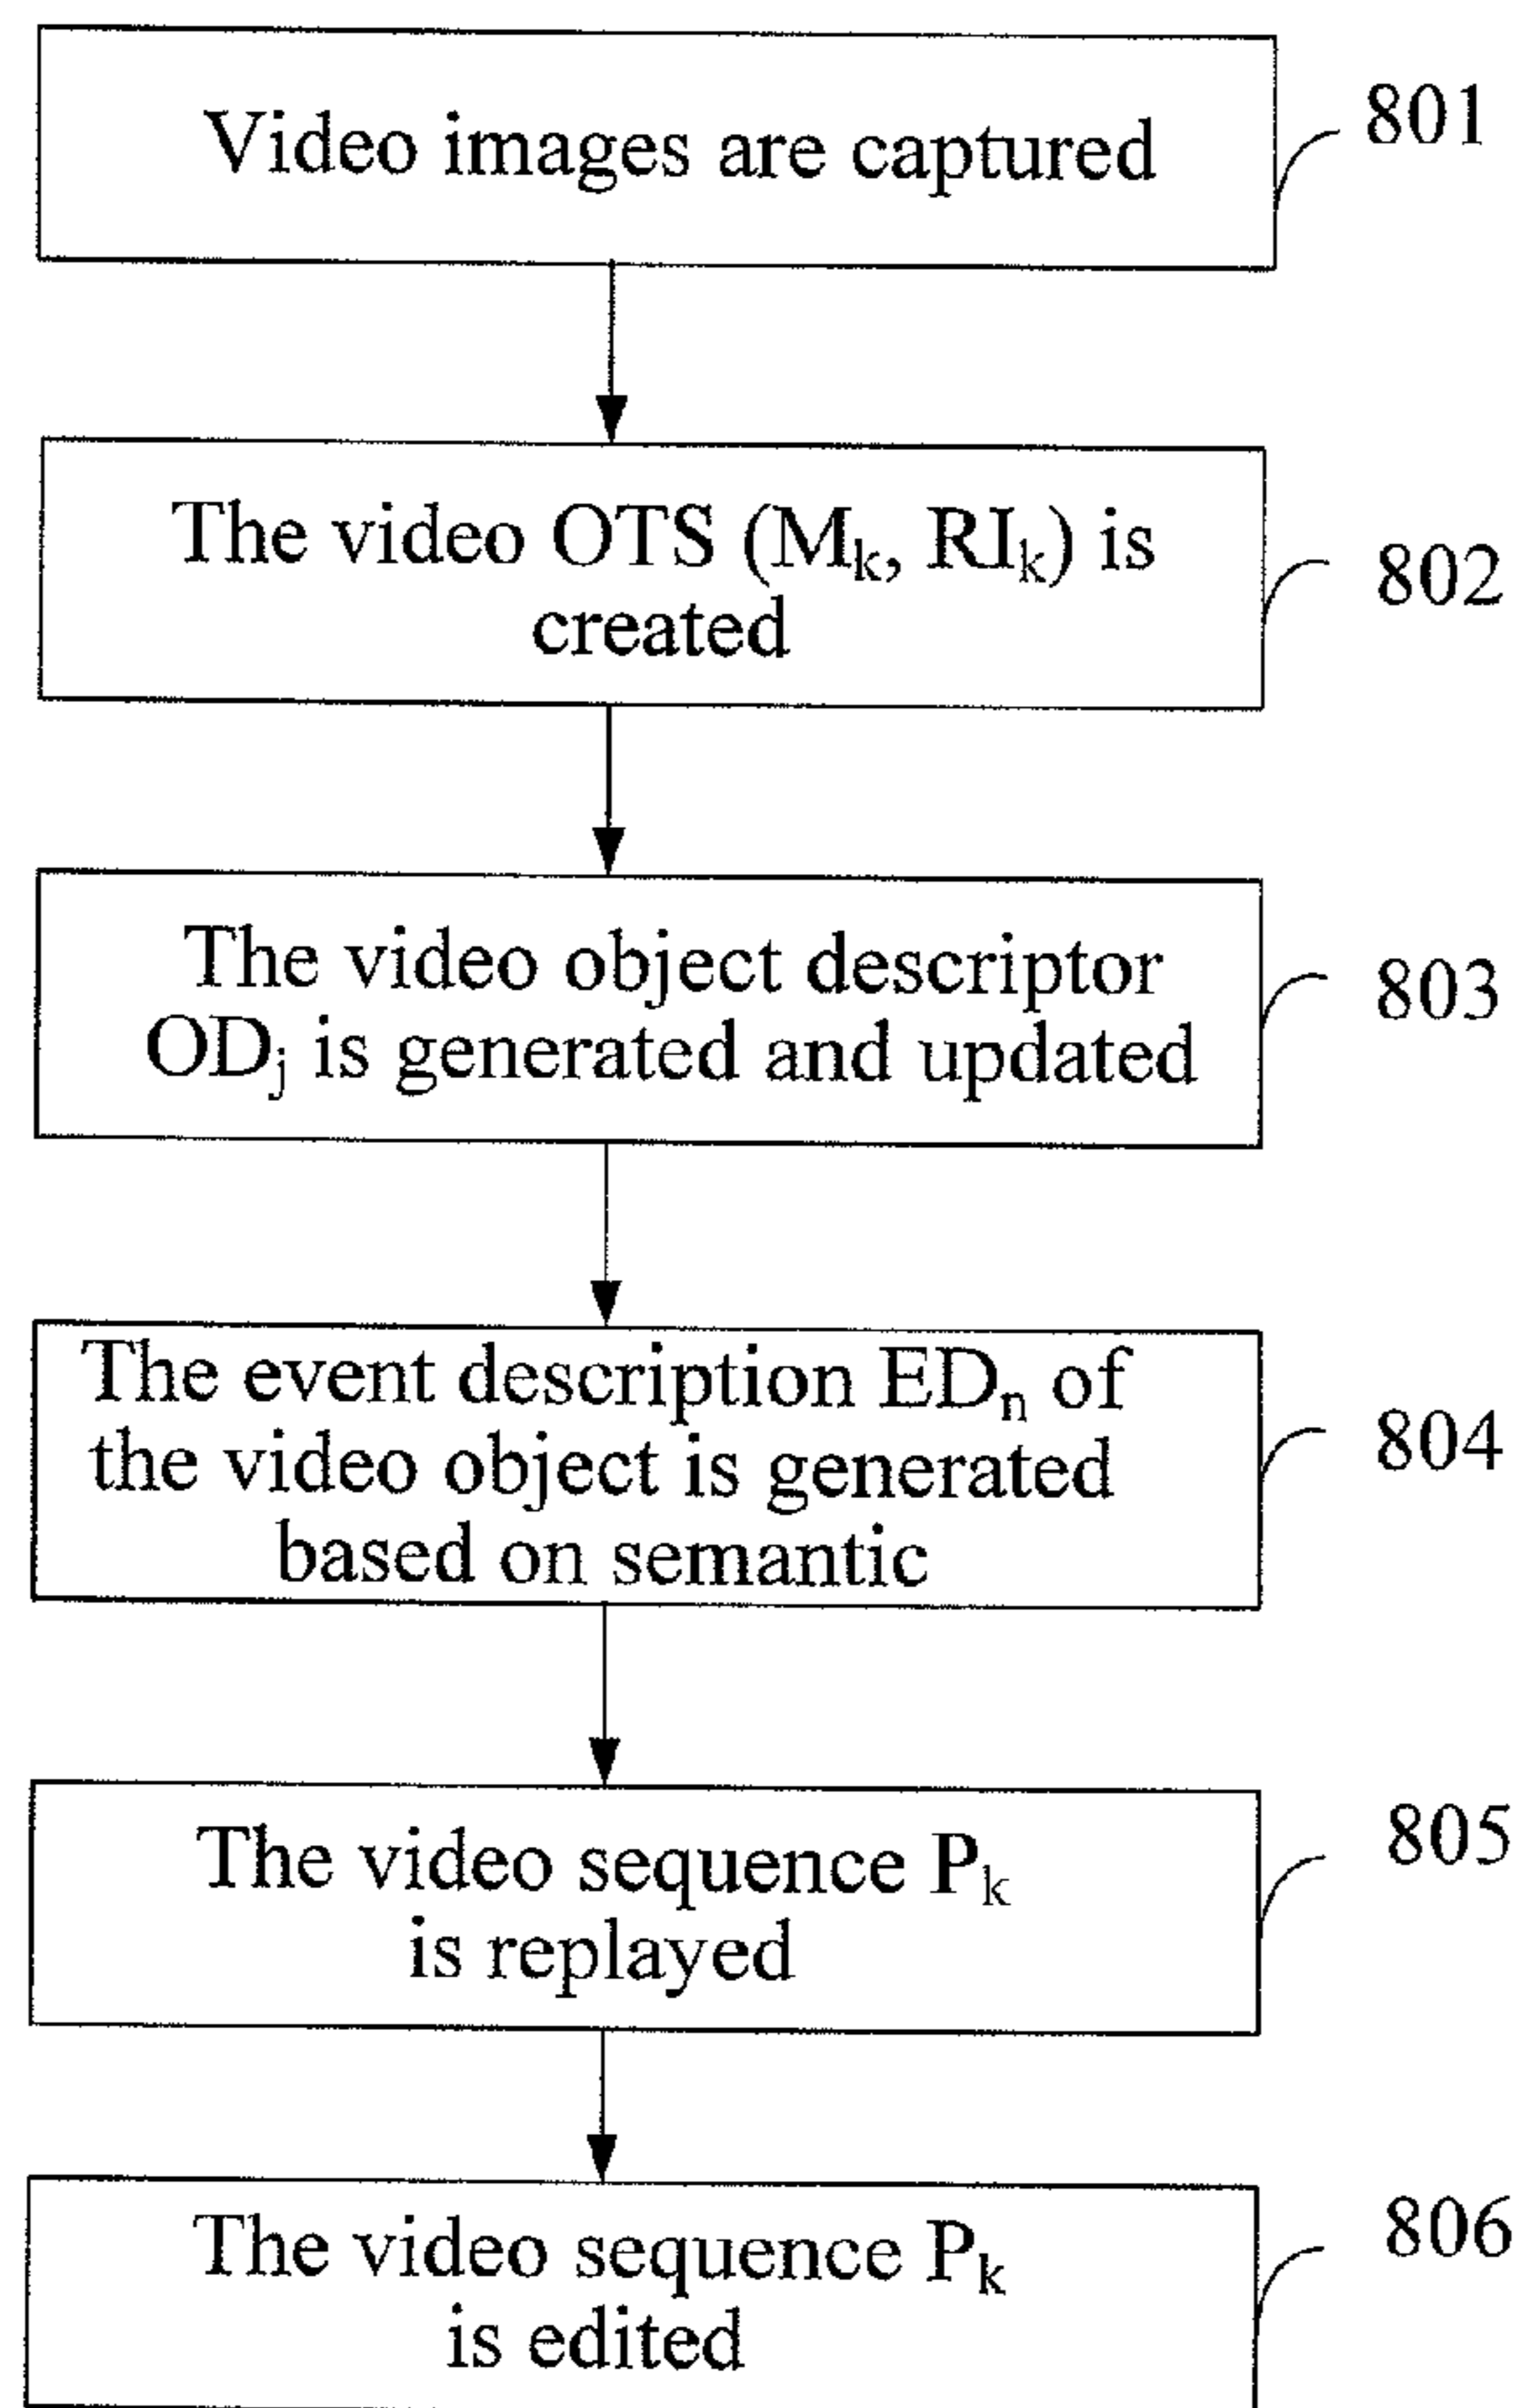 Video images are captured
801
The video OTS (Mₖ, RIₖ) is
created
802
The video object descriptor
ODⱼ is generated and updated
803
The event description EDₙ of
the video object is generated
based on semantic
804
The video sequence Pₖ
is replayed
805
The video sequence Pₖ
is edited
806